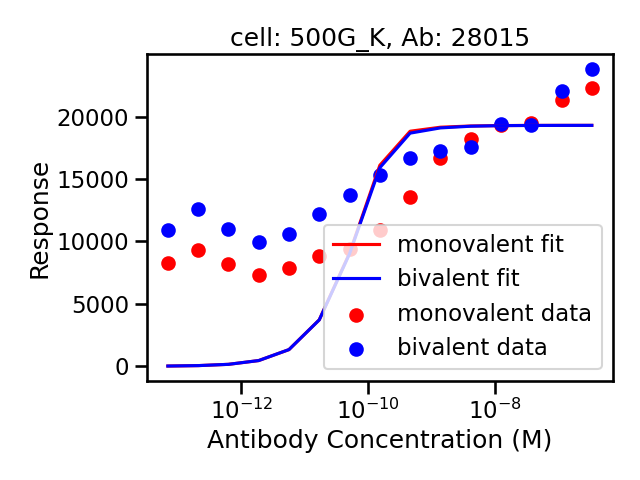 cell: 500G_K, Ab: 28015
Response
20000
15000
10000
5000
0
monovalent fit
bivalent fit
monovalent data
bivalent data
10⁻¹² 10⁻¹⁰ 10⁻⁸
Antibody Concentration (M)